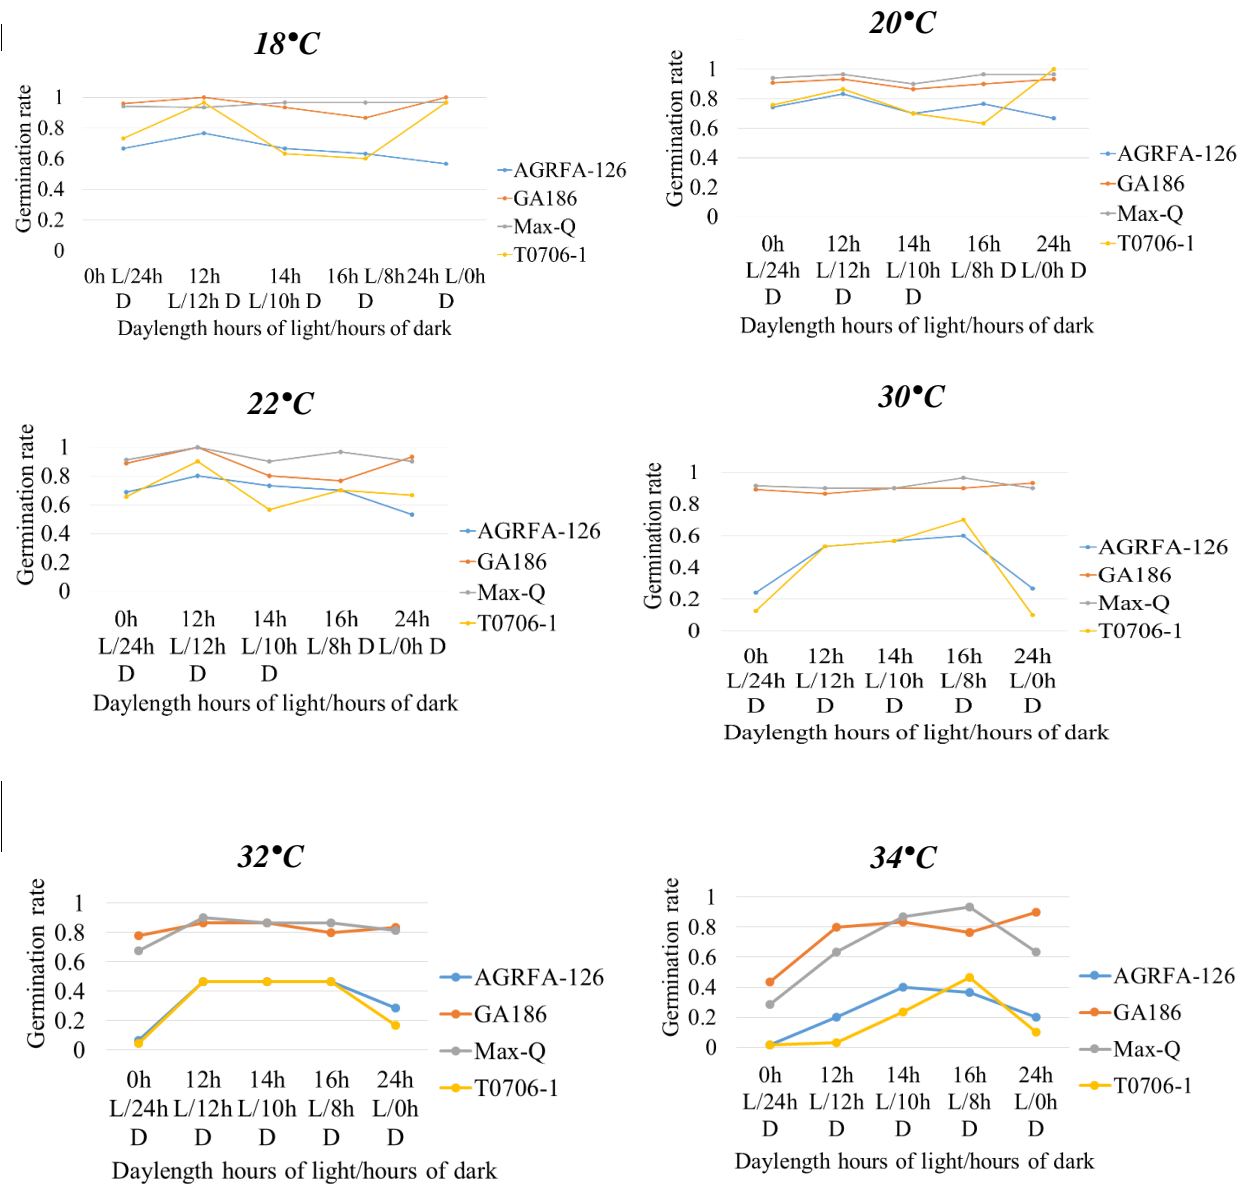 18•C
Germination rate
1
0.8
0.6
0.4
0.2
0
0h L/24h
D
12h
L/12h D
14h
L/10h D
16h L/8h
D
24h L/0h
D
Daylength hours of light/hours of dark
AGRFA-126
GA186
Max-Q
T0706-1
20•C
Germination rate
1
0.8
0.6
0.4
0.2
0
0h
L/24h
D
12h
L/12h
D
14h
L/10h
D
16h
L/8h D
24h
L/0h D
Daylength hours of light/hours of dark
AGRFA-126
GA186
Max-Q
T0706-1
22•C
Germination rate
1
0.8
0.6
0.4
0.2
0
0h
L/24h
D
12h
L/12h
D
14h
L/10h
D
16h
L/8h D
24h
L/0h D
Daylength hours of light/hours of dark
AGRFA-126
GA186
Max-Q
T0706-1
30•C
Germination rate
1
0.8
0.6
0.4
0.2
0
0h
L/24h
D
12h
L/12h
D
14h
L/10h
D
16h
L/8h
D
24h
L/0h
D
Daylength hours of light/hours of dark
AGRFA-126
GA186
Max-Q
T0706-1
32•C
Germination rate
1
0.8
0.6
0.4
0.2
0
0h
L/24h
D
12h
L/12h
D
14h
L/10h
D
16h
L/8h
D
24h
L/0h
D
Daylength hours of light/hours of dark
AGRFA-126
GA186
Max-Q
T0706-1
34•C
Germination rate
1
0.8
0.6
0.4
0.2
0
0h
L/24h
D
12h
L/12h
D
14h
L/10h
D
16h
L/8h
D
24h
L/0h
D
Daylength hours of light/hours of dark
AGRFA-126
GA186
Max-Q
T0706-1